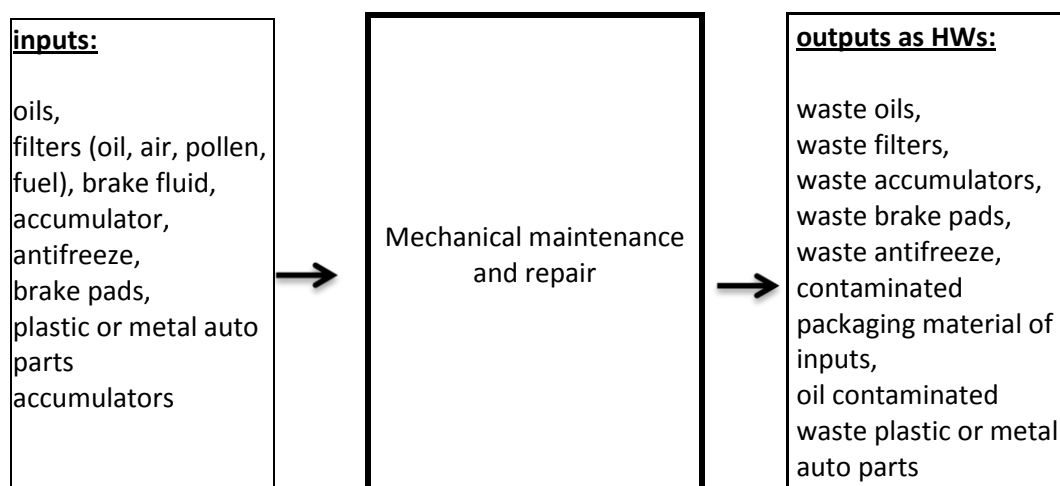 inputs:
oils,
filters (oil, air, pollen,
fuel), brake fluid,
accumulator,
antifreeze,
brake pads,
plastic or metal auto
parts
accumulators
Mechanical maintenance
and repair
outputs as HWs:
waste oils,
waste filters,
waste accumulators,
waste brake pads,
waste antifreeze,
contaminated
packaging material of
inputs,
oil contaminated
waste plastic or metal
auto parts